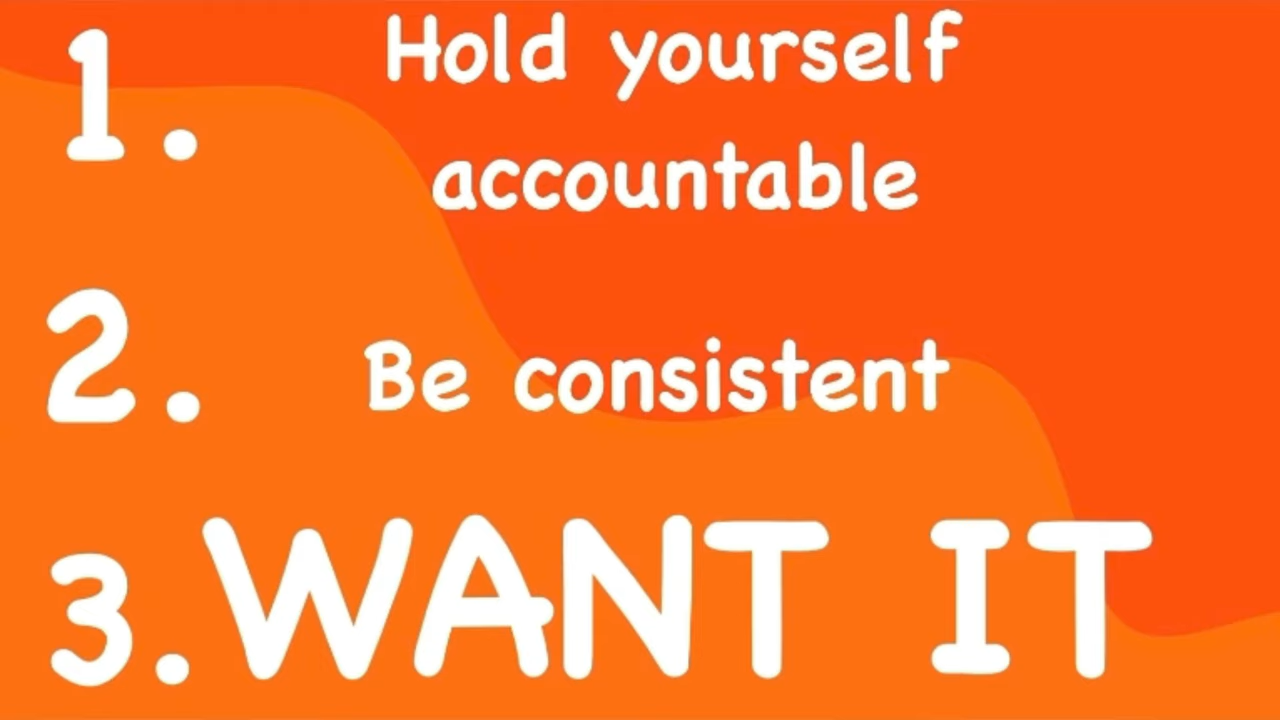 1. Hold yourself
accountable
2. Be consistent
3. WANT IT